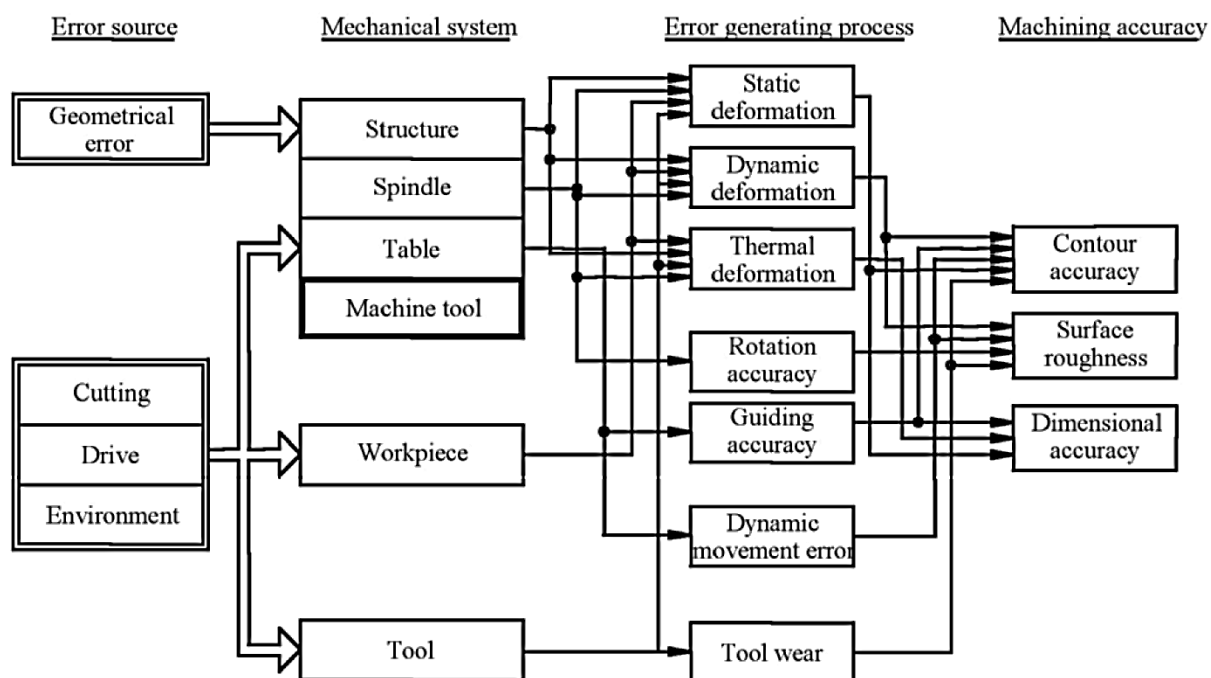 Error source
Mechanical system
Error generating process
Machining accuracy
Geometrical
error
Cutting
Drive
Environment
Structure
Spindle
Table
Machine tool
Workpiece
Tool
Static
deformation
Dynamic
deformation
Thermal
deformation
Rotation
accuracy
Guiding
accuracy
Dynamic
movement error
Tool wear
Contour
accuracy
Surface
roughness
Dimensional
accuracy